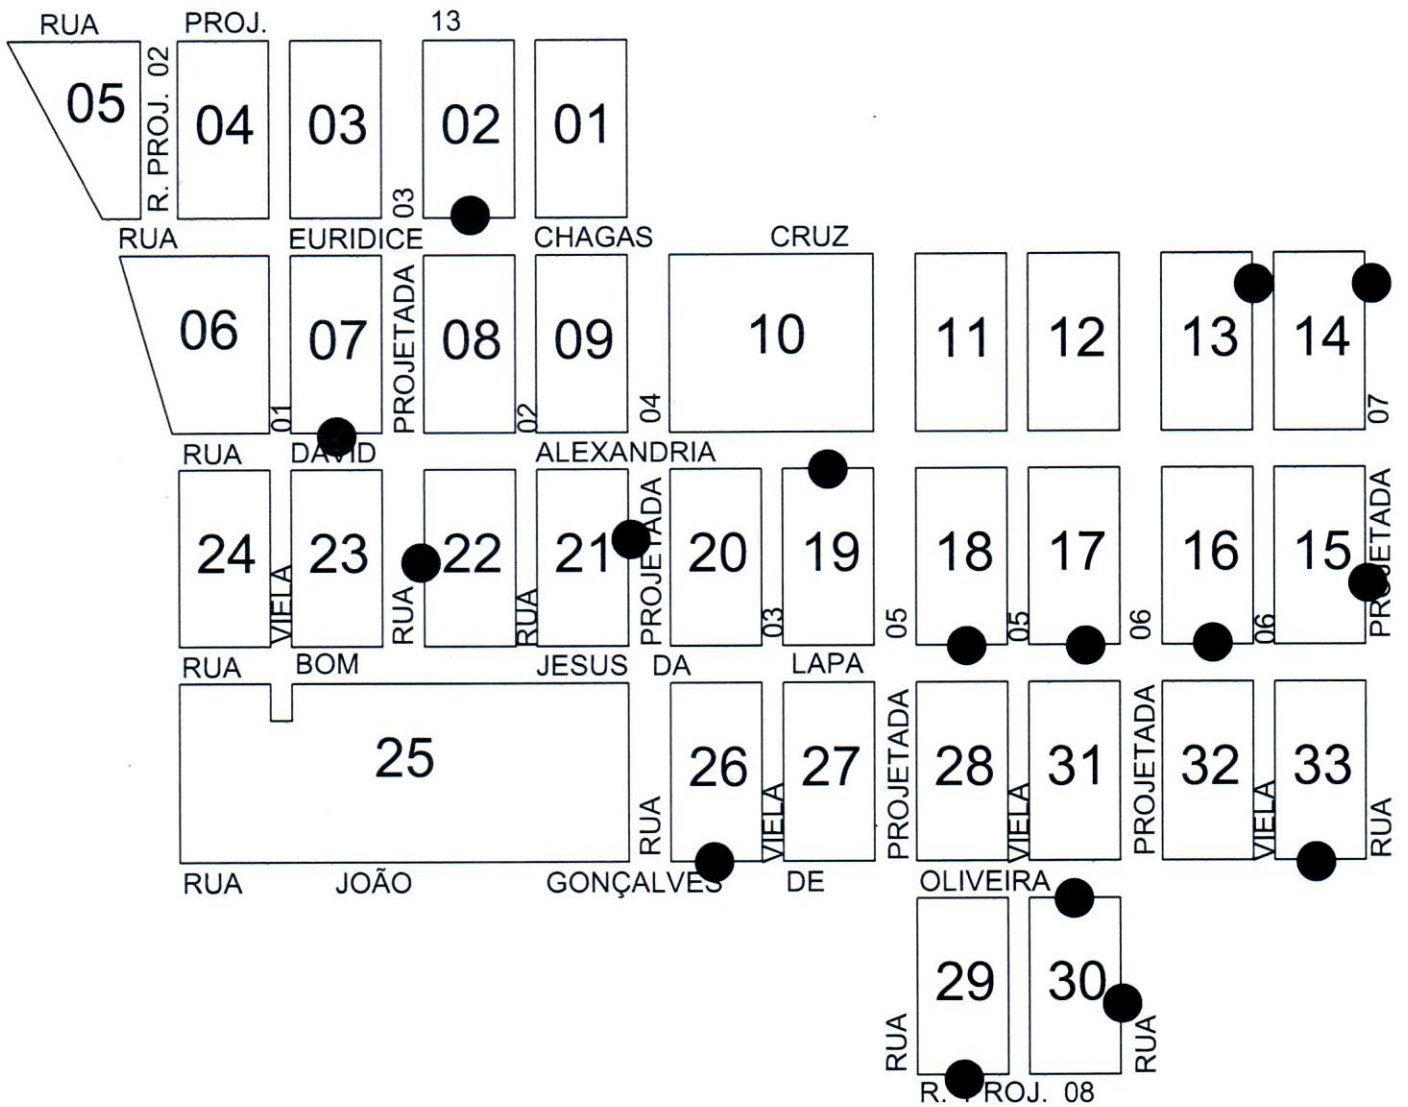 RUA PROJ. 13
05 04 03 02 01
R. PROJ. 02
RUA EURIDICE CHAGAS CRUZ
06 07 08 09 10 11 12 13 14
RUA DAVID ALEXANDRIA
24 23 22 21 20 19 18 17 16 15
RUA BOM JESUS DA LAPA
25 26 27 28 31 32 33
RUA JOÃO GONÇALVES DE OLIVEIRA
29 30
R. PROJ. 08
VIELA 01
RUA PROJETADA 03
RUA 02
RUA PROJETADA 04
VIELA 03
RUA PROJETADA 05
VIELA 05
RUA PROJETADA 06
VIELA 06
RUA PROJETADA 07